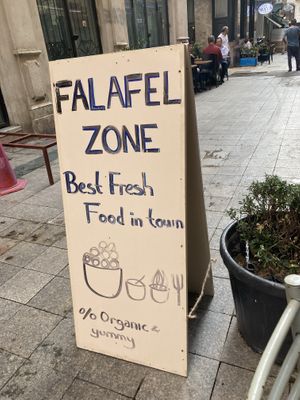 FALAFEL
ZONE
Best Fresh
Food in town
% Organic &
yummy